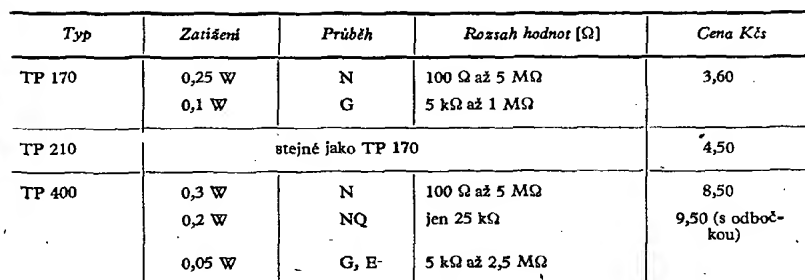 Typ Zatížení Průběh Rozsah hodnot [Ω] Cena Kčs
TP 170 0,25 W N 100 Ω až 5 MΩ 3,60
0,1 W G 5 kΩ až 1 MΩ
TP 210 stejné jako TP 170 4,50
TP 400 0,3 W N 100 Ω až 5 MΩ 8,50
0,2 W NQ jen 25 kΩ 9,50 (s odboč-
kou)
0,05 W G, E- 5 kΩ až 2,5 MΩ